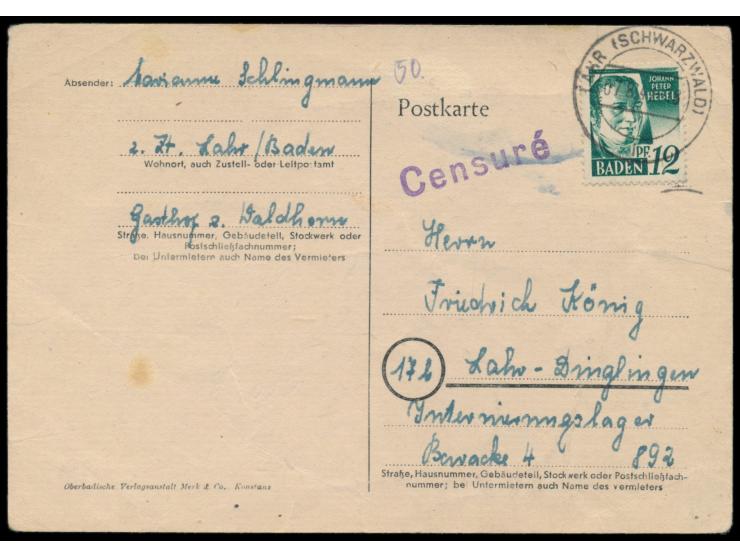 Absender: Marianne Schlingmann
z. Zt. Lahr/Baden
Wohnort, auch Zustell- oder Leitpostamt
Gasthof z. Waldhorn
Straße, Hausnummer, Gebäudeteil, Stockwerk oder
Postschließfachnummer;
bei Untermietern auch Name des Vermieters
Oberbadische Verlagsanstalt Merk & Co., Konstanz
50.
Postkarte
Censuré
LAHR (SCHWARZWALD)
JOHANN
PETER
HEBEL
PF. 12
BADEN
Herrn
Friedrich König
17b Lahr-Dinglingen
Internierungslager
Baracke 4 892
Straße, Hausnummer, Gebäudeteil, Stockwerk oder Postschließfach-
nummer; bei Untermietern auch Name des vermieters